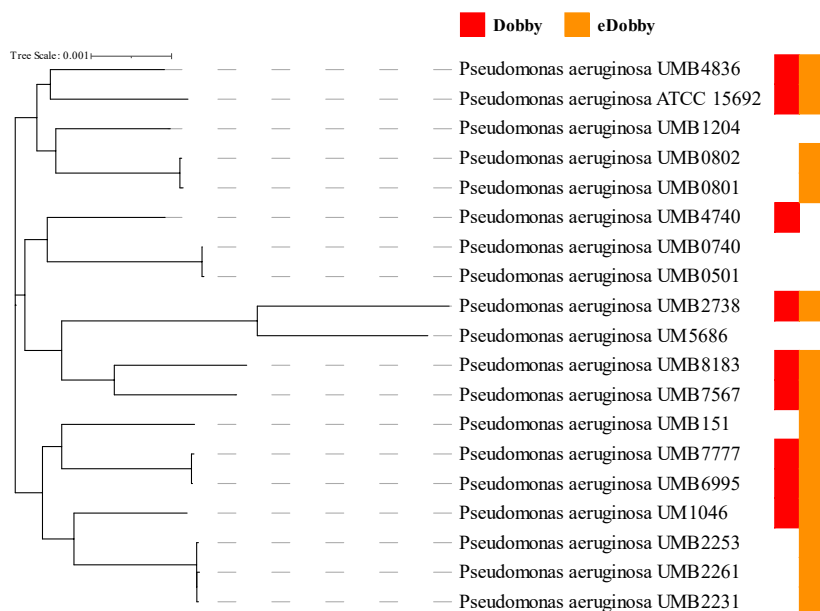 Dobby eDobby
Tree Scale: 0.001
Pseudomonas aeruginosa UMB4836
Pseudomonas aeruginosa ATCC 15692
Pseudomonas aeruginosa UMB1204
Pseudomonas aeruginosa UMB0802
Pseudomonas aeruginosa UMB0801
Pseudomonas aeruginosa UMB4740
Pseudomonas aeruginosa UMB0740
Pseudomonas aeruginosa UMB0501
Pseudomonas aeruginosa UMB2738
Pseudomonas aeruginosa UM5686
Pseudomonas aeruginosa UMB8183
Pseudomonas aeruginosa UMB7567
Pseudomonas aeruginosa UMB151
Pseudomonas aeruginosa UMB7777
Pseudomonas aeruginosa UMB6995
Pseudomonas aeruginosa UM1046
Pseudomonas aeruginosa UMB2253
Pseudomonas aeruginosa UMB2261
Pseudomonas aeruginosa UMB2231